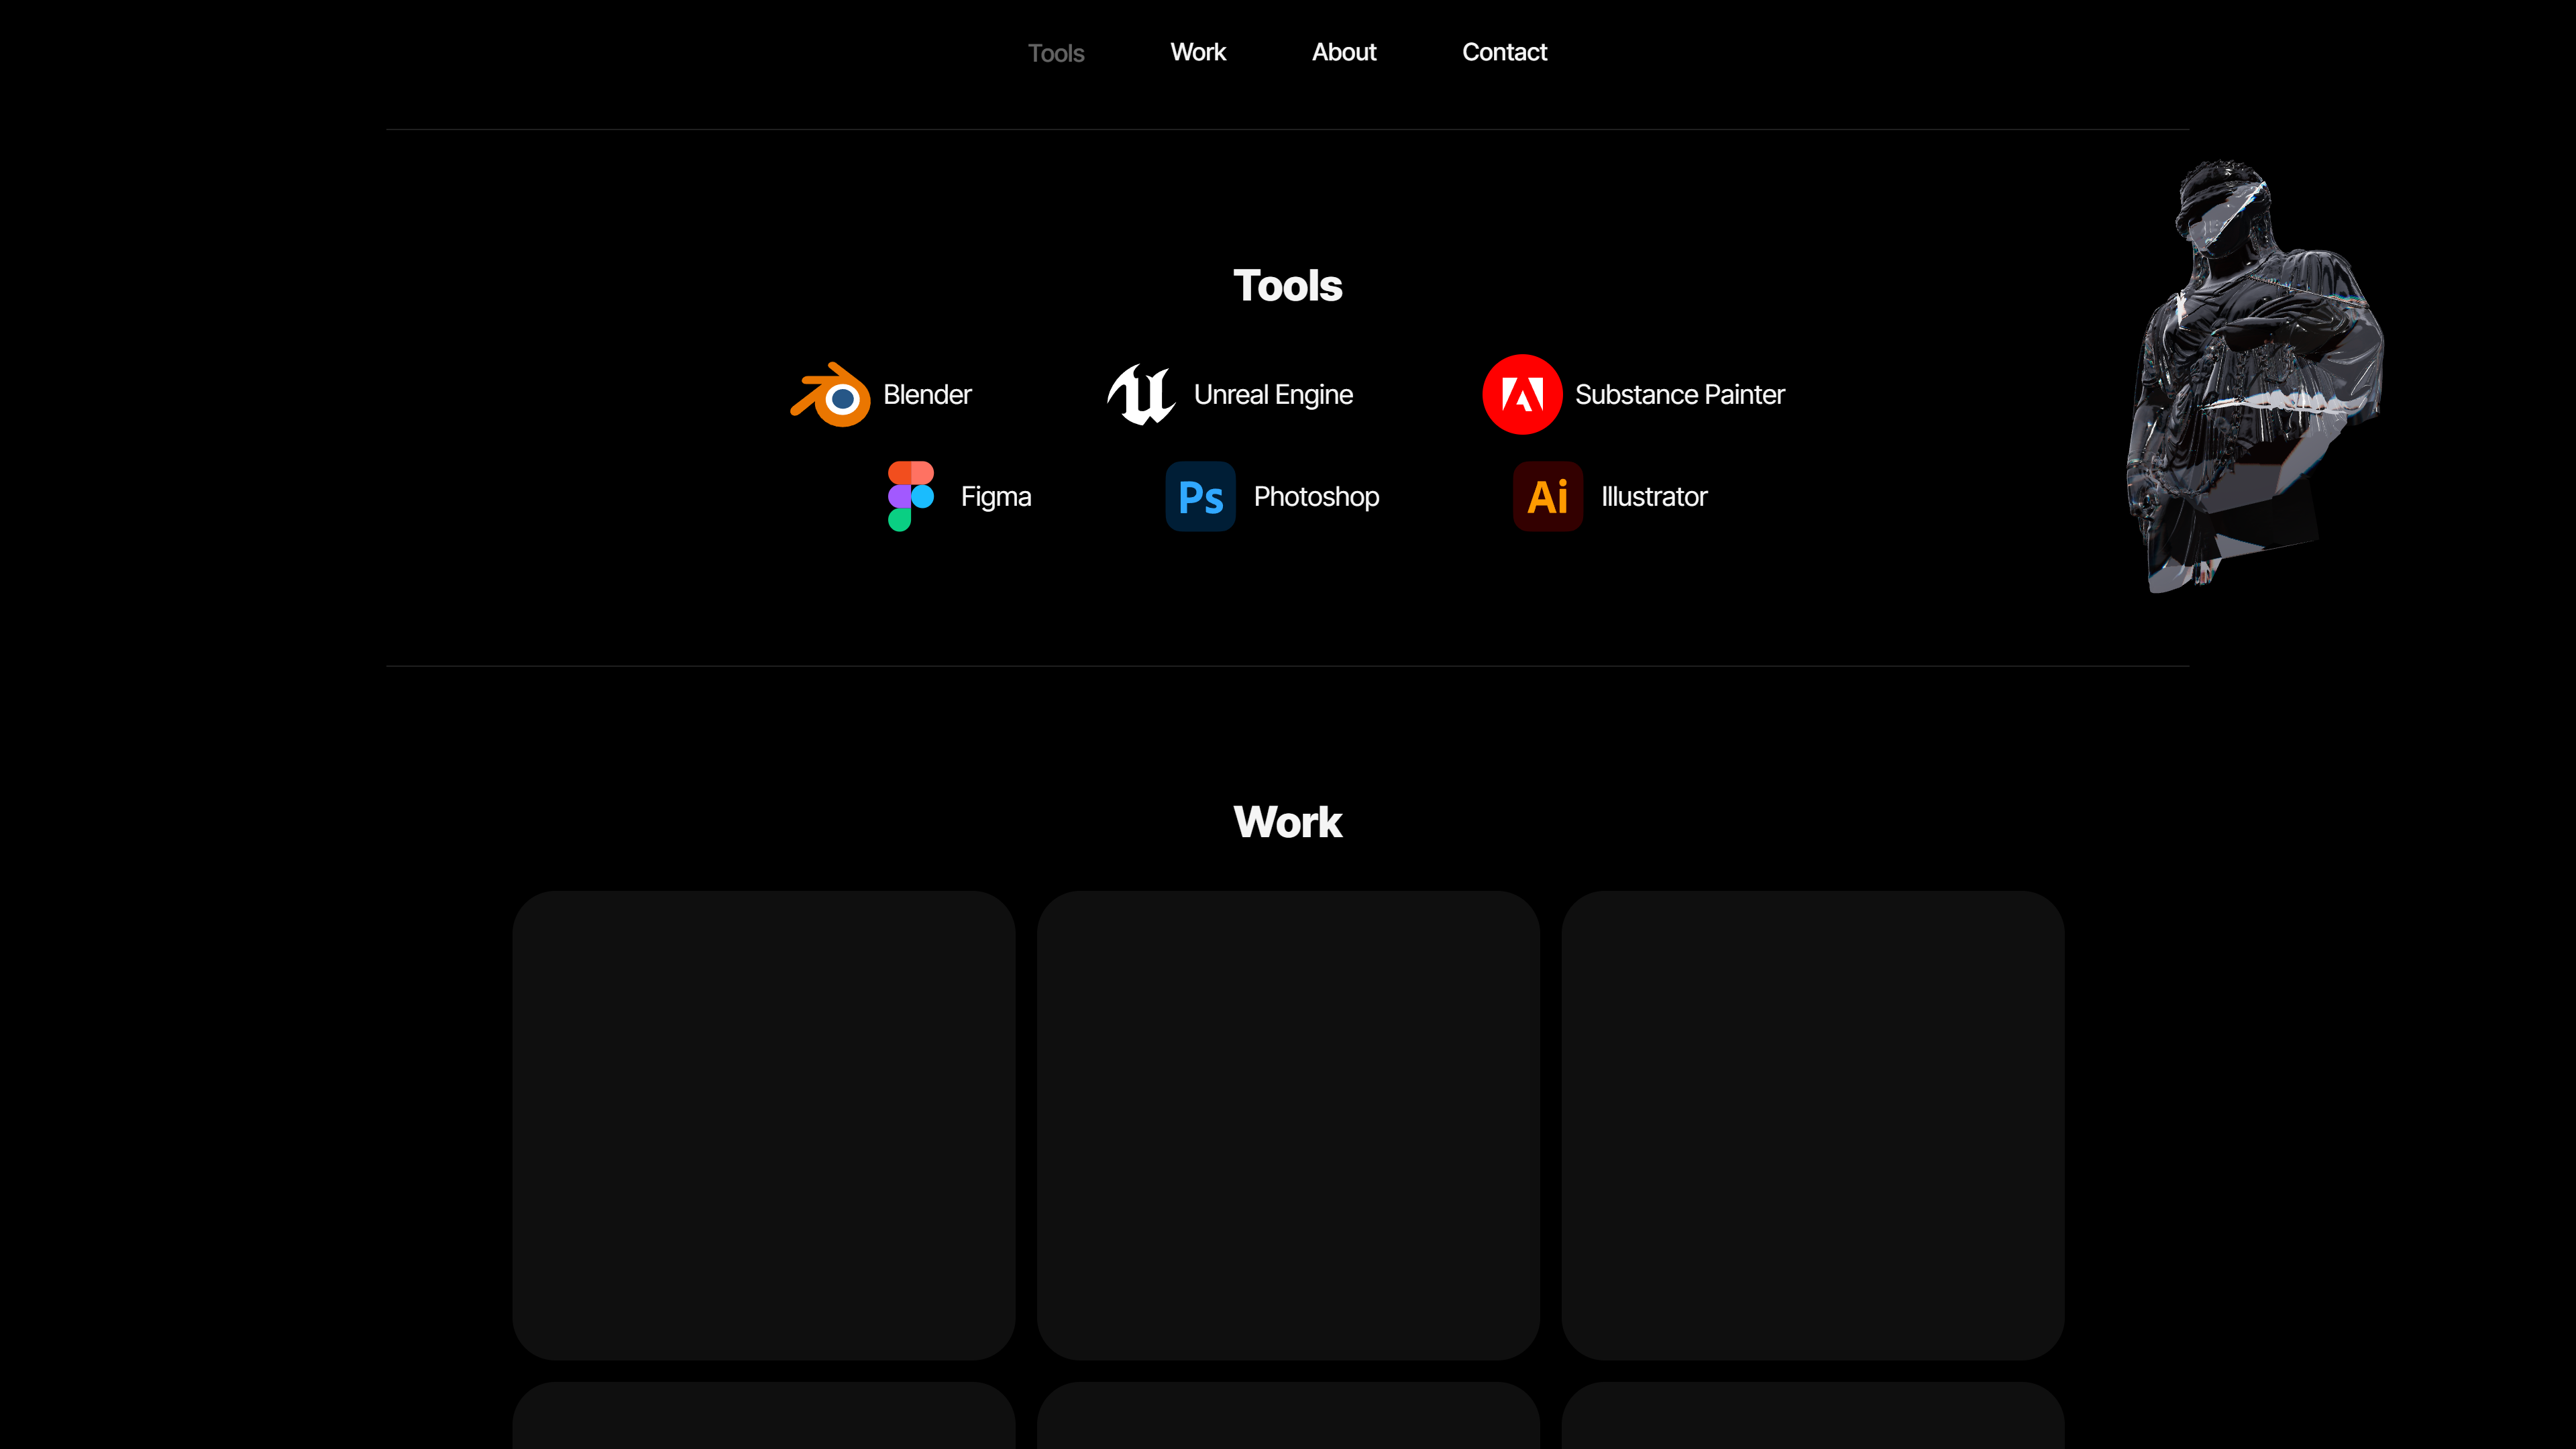 Tools Work About Contact
Tools
Blender Unreal Engine Substance Painter
Figma Ps Photoshop Ai Illustrator
Work